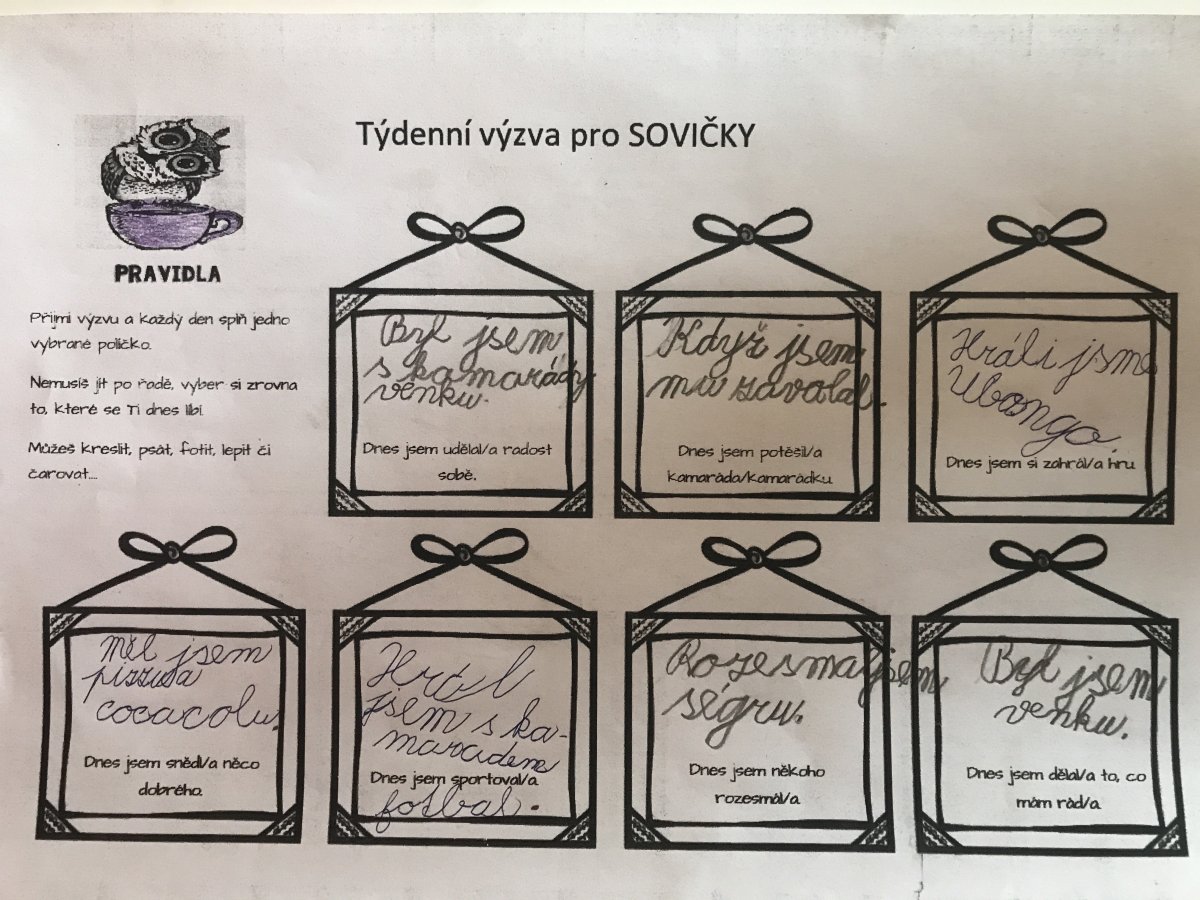 Týdenní výzva pro SOVIČKY
PRAVIDLA
Přijmi výzvu a každý den splň jedno
vybrané políčko.
Nemusíš jít po řadě, vyber si zrovna
to, které se Ti dnes líbí.
Můžeš kreslit, psát, fotit, lepit či
čarovat....
Byl jsem
s kamarády
venku.
Dnes jsem udělal/a radost
sobě.
Když jsem
mu zavolal.
Dnes jsem potěšil/a
kamaráda/kamarádku.
Hráli jsme
Ubongo.
Dnes jsem si zahrál/a hru.
Měl jsem
pizzu a
cocacolu.
Dnes jsem snědl/a něco
dobrého.
Hrál
jsem s ka-
maradem
Dnes jsem sportoval/a
fotbal.
Rozesmál jsem
ségru.
Dnes jsem někoho
rozesmál/a.
Byl jsem
venku.
Dnes jsem dělal/a to, co
mám rád/a.